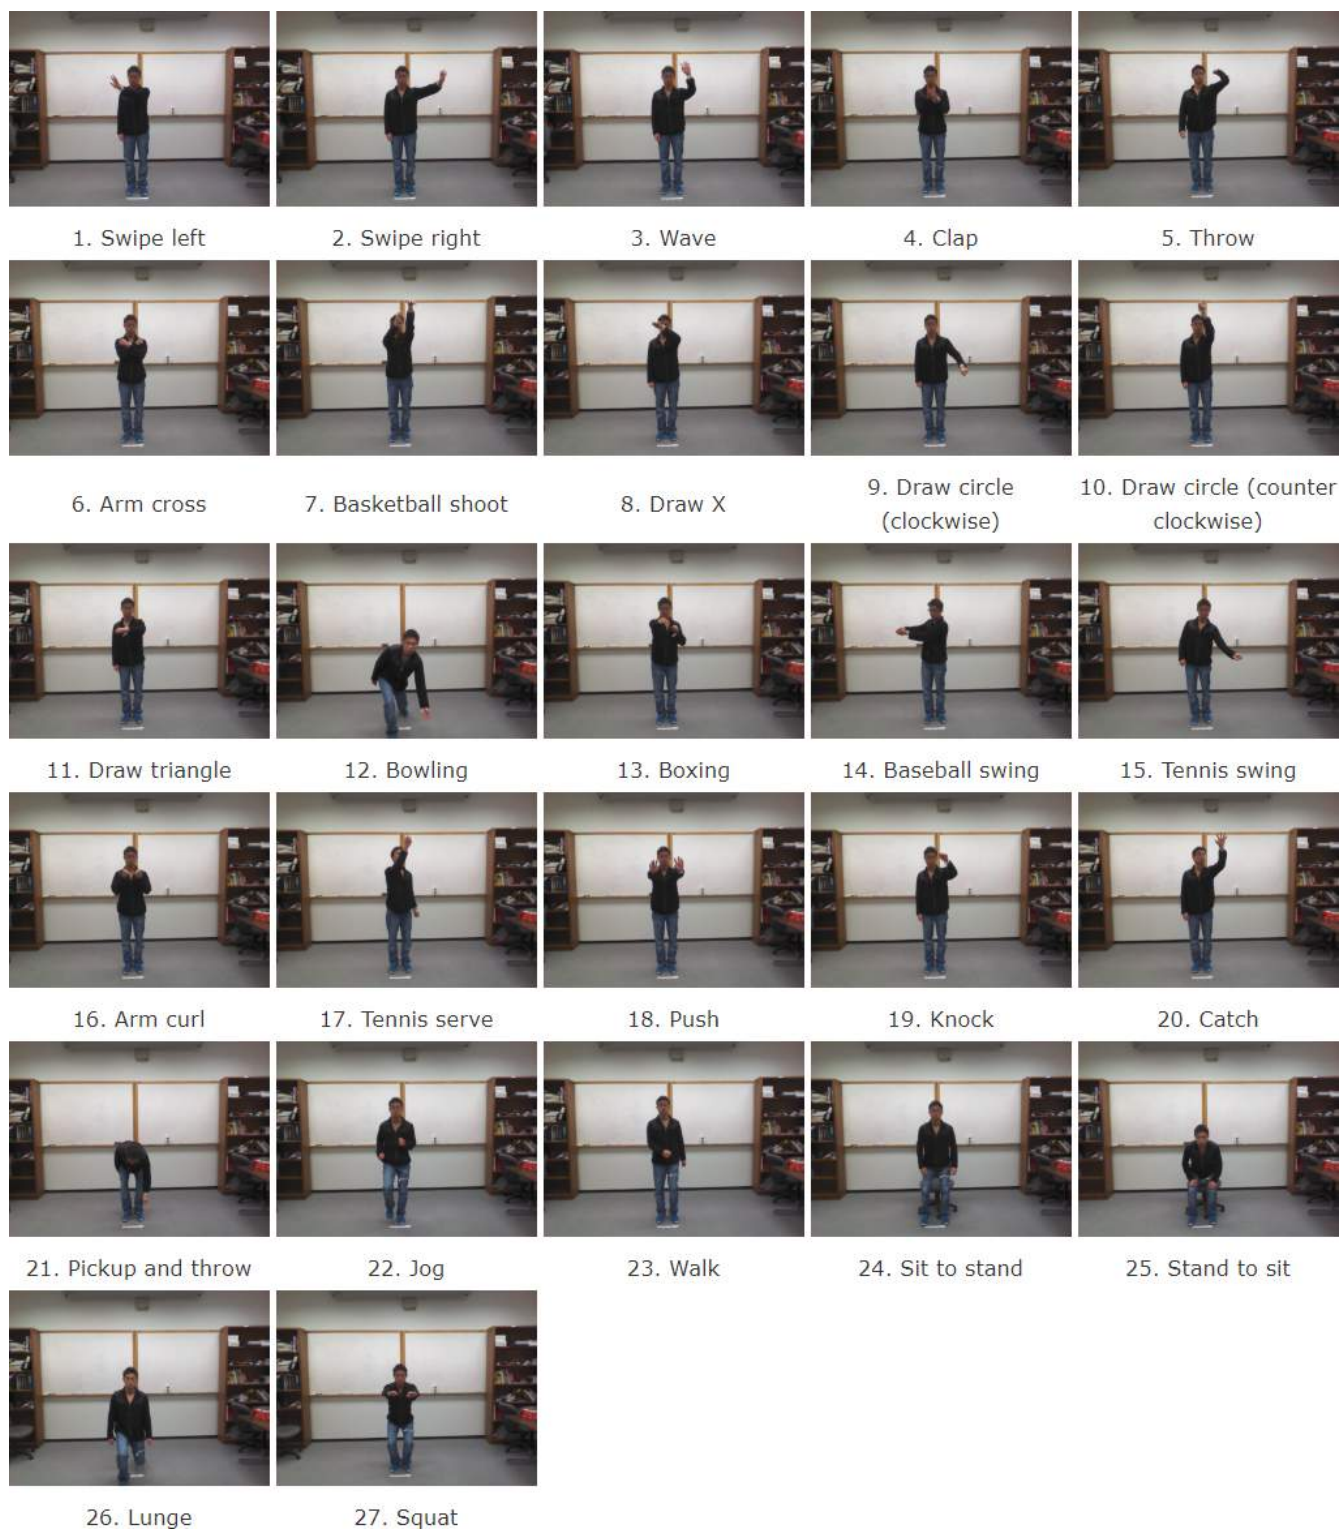 1. Swipe left
2. Swipe right
3. Wave
4. Clap
5. Throw
6. Arm cross
7. Basketball shoot
8. Draw X
9. Draw circle
(clockwise)
10. Draw circle (counter
clockwise)
11. Draw triangle
12. Bowling
13. Boxing
14. Baseball swing
15. Tennis swing
16. Arm curl
17. Tennis serve
18. Push
19. Knock
20. Catch
21. Pickup and throw
22. Jog
23. Walk
24. Sit to stand
25. Stand to sit
26. Lunge
27. Squat